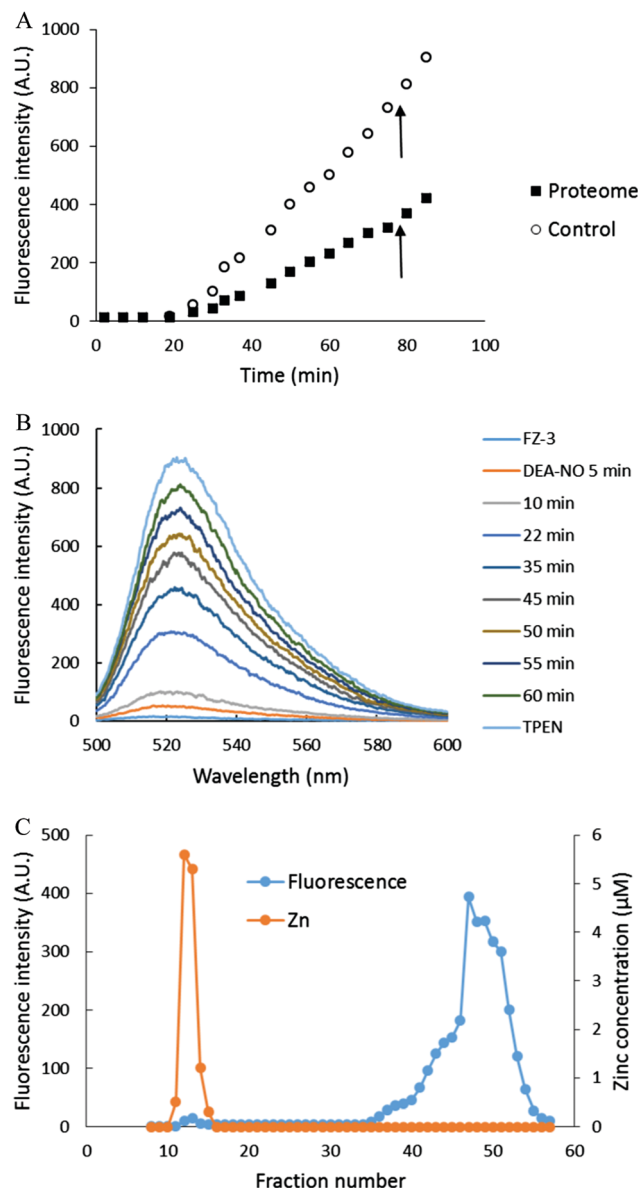 A
Fluorescence intensity (A.U.)
1000
800
600
400
200
0
0 20 40 60 80 100
Time (min)
Proteome
Control
B
Fluorescence intensity (A.U.)
1000
800
600
400
200
0
500 520 540 560 580 600
Wavelength (nm)
FZ-3
DEA-NO 5 min
10 min
22 min
35 min
45 min
50 min
55 min
60 min
TPEN
C
Fluorescence intensity (A.U.)
500
400
300
200
100
0
0 10 20 30 40 50 60
Fraction number
Fluorescence
Zn
6
5
4
3
2
1
0
Zinc concentration (μM)